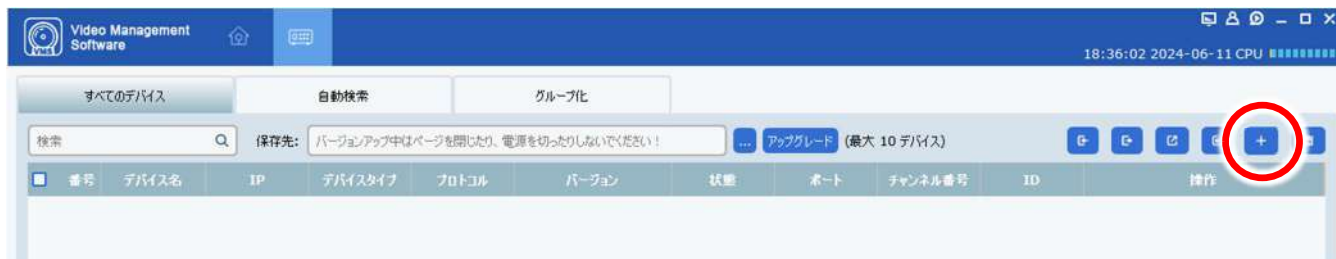 Video Management
Software
VMS
18:36:02 2024-06-11 CPU
すべてのデバイス 自動検索 グループ化
検索 保存先: バージョンアップ中はページを閉じたり、電源を切ったりしないでください! ... アップグレード (最大 10 デバイス) +
番号 デバイス名 IP デバイスタイプ プロトコル バージョン 状態 ポート チャンネル番号 ID 操作